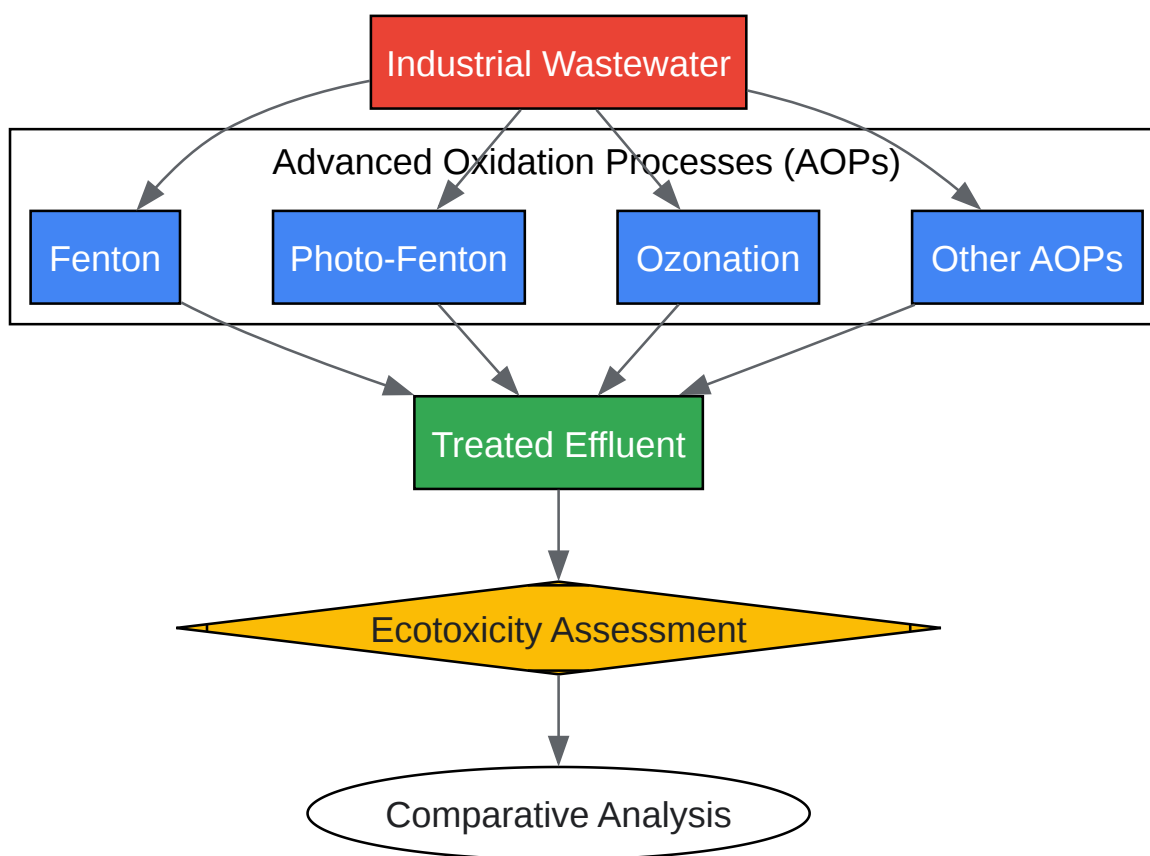 Industrial Wastewater
Advanced Oxidation Processes (AOPs)
Fenton
Photo-Fenton
Ozonation
Other AOPs
Treated Effluent
Ecotoxicity Assessment
Comparative Analysis